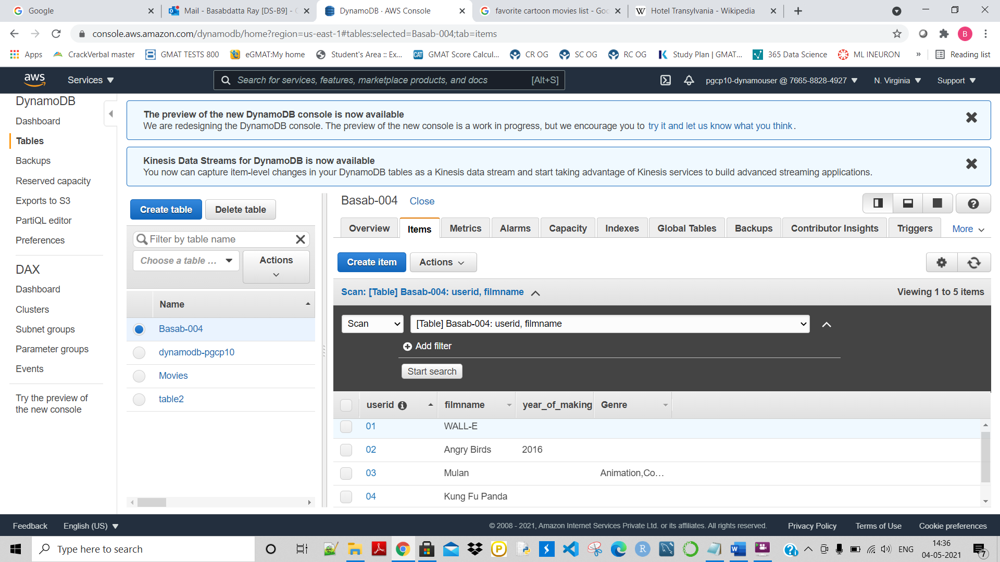 Google
Mail - Basabdatta Ray [DS-B9] -
DynamoDB · AWS Console
favorite cartoon movies list - Goo
Hotel Transylvania - Wikipedia
console.aws.amazon.com/dynamodb/home?region=us-east-1#tables:selected=Basab-004;tab=items
B
Apps
CrackVerbal master
GMAT TESTS 800
eGMAT:My home
Student's Area :: Ex...
CAT
GMAT Score Calcul...
CR OG
SC OG
RC OG
Study Plan | GMAT...
365 Data Science
ML INEURON
»
Reading list
aws
Services
Search for services, features, marketplace products, and docs
[Alt+S]
pgcp10-dynamouser @ 7665-8828-4927
N. Virginia
Support
DynamoDB
Dashboard
Tables
Backups
Reserved capacity
Exports to S3
PartiQL editor
Preferences
DAX
Dashboard
Clusters
Subnet groups
Parameter groups
Events
Try the preview of
the new console
The preview of the new DynamoDB console is now available
We are redesigning the DynamoDB console. The preview of the new console is a work in progress, but we encourage you to try it and let us know what you think.
Kinesis Data Streams for DynamoDB is now available
You now can capture item-level changes in your DynamoDB tables as a Kinesis data stream and start taking advantage of Kinesis services to build advanced streaming applications.
Create table
Delete table
Filter by table name
Choose a table ...
Actions
Name
Basab-004
dynamodb-pgcp10
Movies
table2
Basab-004
Close
Overview
Items
Metrics
Alarms
Capacity
Indexes
Global Tables
Backups
Contributor Insights
Triggers
More
Create item
Actions
Scan: [Table] Basab-004: userid, filmname
Viewing 1 to 5 items
Scan
[Table] Basab-004: userid, filmname
Add filter
Start search
userid
filmname
year_of_making
Genre
01 WALL-E
02 Angry Birds 2016
03 Mulan Animation,Co...
04 Kung Fu Panda
Feedback
English (US)
© 2008 - 2021, Amazon Internet Services Private Ltd. or its affiliates. All rights reserved.
Privacy Policy
Terms of Use
Cookie preferences
Type here to search
ENG
14:36
04-05-2021
7